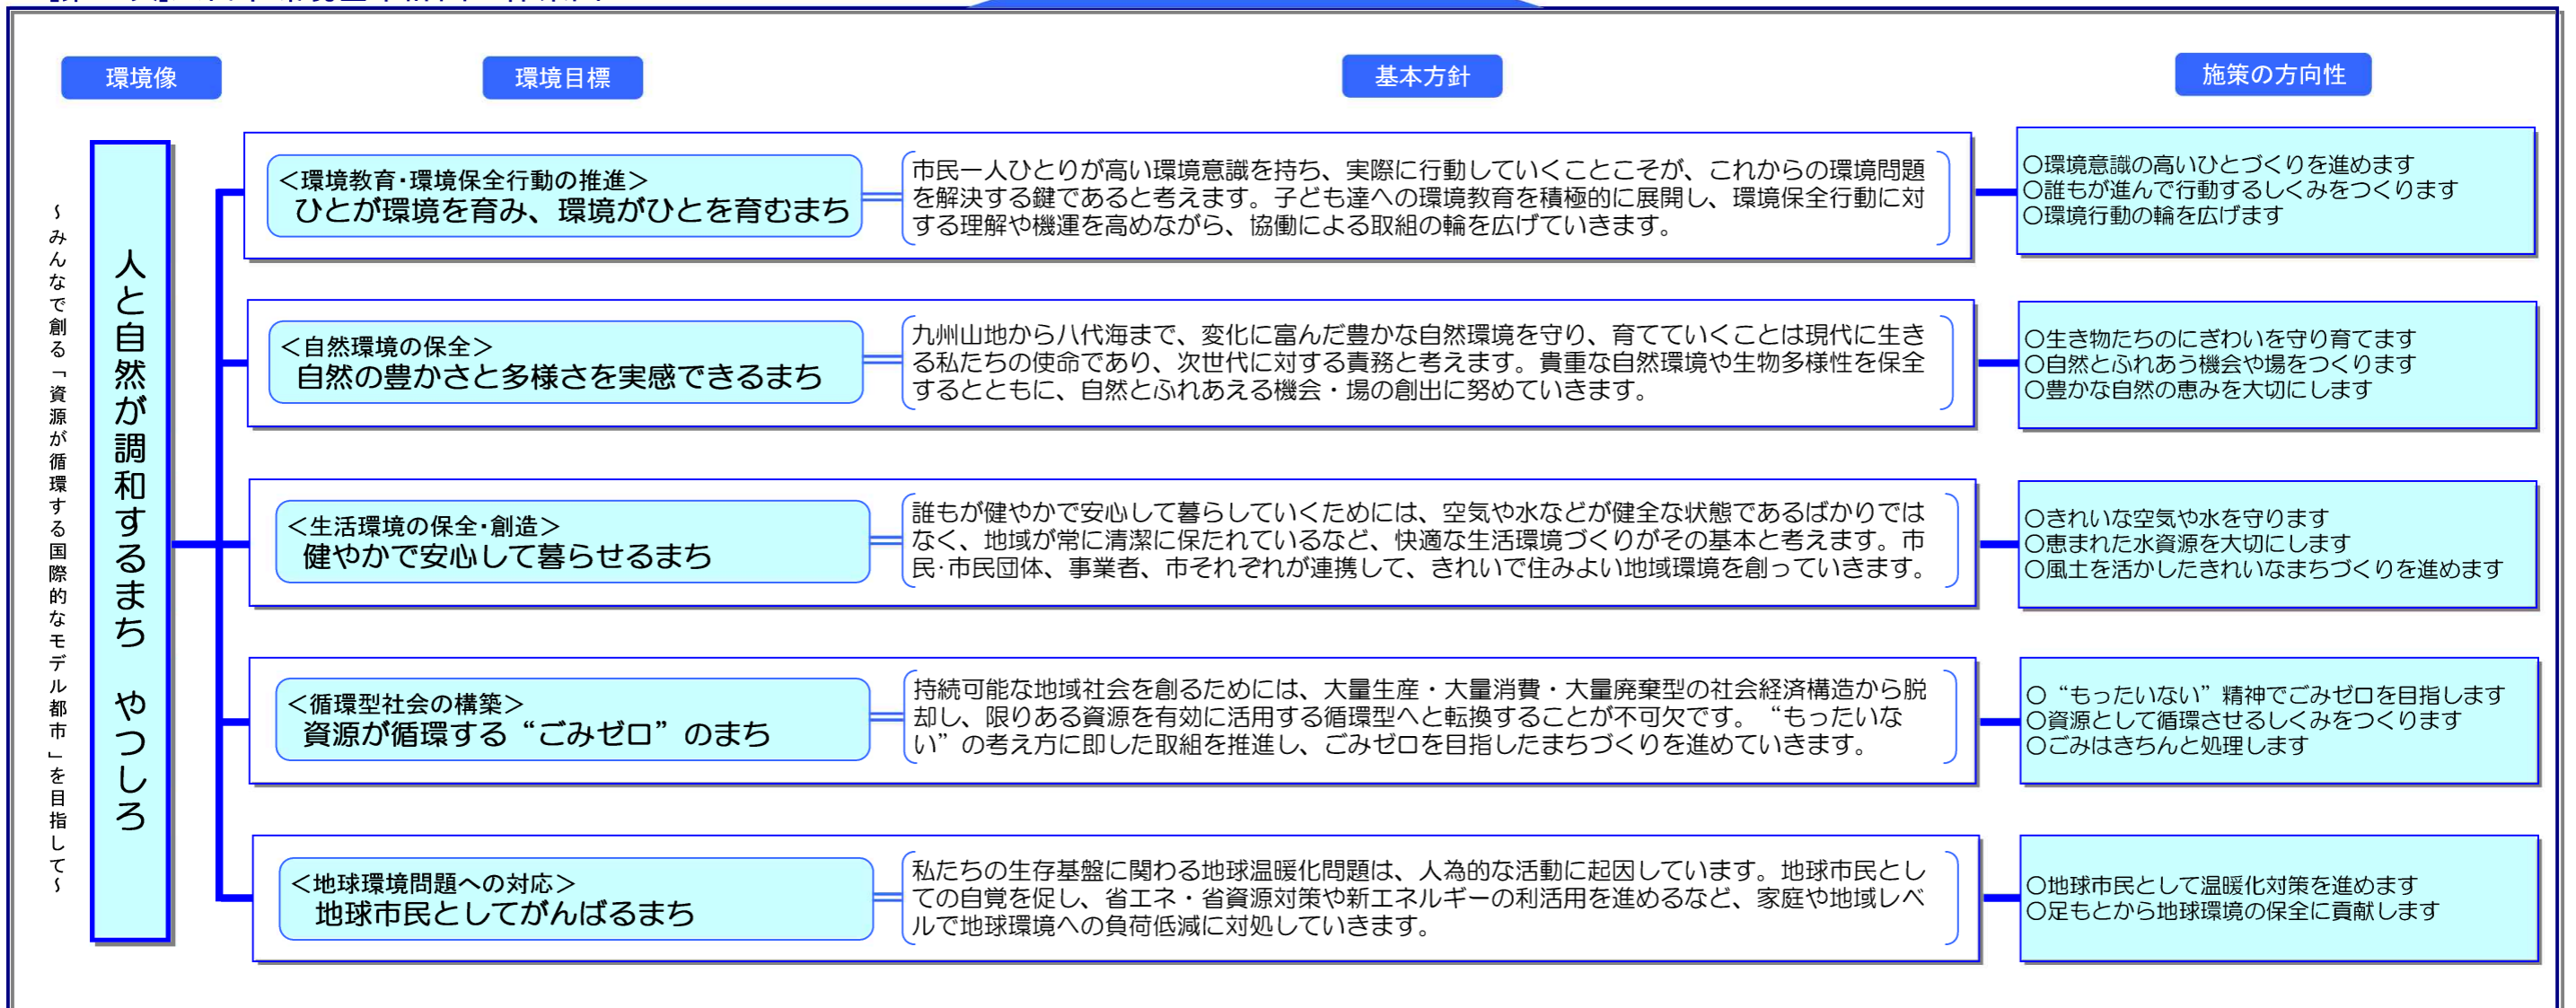 環境像
環境目標
基本方針
施策の方向性
～みんなで創る「資源が循環する国際的なモデル都市」を目指して～
人と自然が調和するまち　やつしろ
＜環境教育・環境保全行動の推進＞
ひとが環境を育み、環境がひとを育むまち
市民一人ひとりが高い環境意識を持ち、実際に行動していくことこそが、これからの環境問題
を解決する鍵であると考えます。子ども達への環境教育を積極的に展開し、環境保全行動に対
する理解や機運を高めながら、協働による取組の輪を広げていきます。
○環境意識の高いひとづくりを進めます
○誰もが進んで行動するしくみをつくります
○環境行動の輪を広げます
＜自然環境の保全＞
自然の豊かさと多様さを実感できるまち
九州山地から八代海まで、変化に富んだ豊かな自然環境を守り、育てていくことは現代に生き
る私たちの使命であり、次世代に対する責務と考えます。貴重な自然環境や生物多様性を保全
するとともに、自然とふれあえる機会・場の創出に努めていきます。
○生き物たちのにぎわいを守り育てます
○自然とふれあう機会や場をつくります
○豊かな自然の恵みを大切にします
＜生活環境の保全・創造＞
健やかで安心して暮らせるまち
誰もが健やかで安心して暮らしていくためには、空気や水などが健全な状態であるばかりでは
なく、地域が常に清潔に保たれているなど、快適な生活環境づくりがその基本と考えます。市
民・市民団体、事業者、市それぞれが連携して、きれいで住みよい地域環境を創っていきます。
○きれいな空気や水を守ります
○恵まれた水資源を大切にします
○風土を活かしたきれいなまちづくりを進めます
＜循環型社会の構築＞
資源が循環する“ごみゼロ”のまち
持続可能な地域社会を創るためには、大量生産・大量消費・大量廃棄型の社会経済構造から脱
却し、限りある資源を有効に活用する循環型へと転換することが不可欠です。“もったいな
い”の考え方に即した取組を推進し、ごみゼロを目指したまちづくりを進めていきます。
○“もったいない”精神でごみゼロを目指します
○資源として循環させるしくみをつくります
○ごみはきちんと処理します
＜地球環境問題への対応＞
地球市民としてがんばるまち
私たちの生存基盤に関わる地球温暖化問題は、人為的な活動に起因しています。地球市民とし
ての自覚を促し、省エネ・省資源対策や新エネルギーの利活用を進めるなど、家庭や地域レベ
ルで地球環境への負荷低減に対処していきます。
○地球市民として温暖化対策を進めます
○足もとから地球環境の保全に貢献します